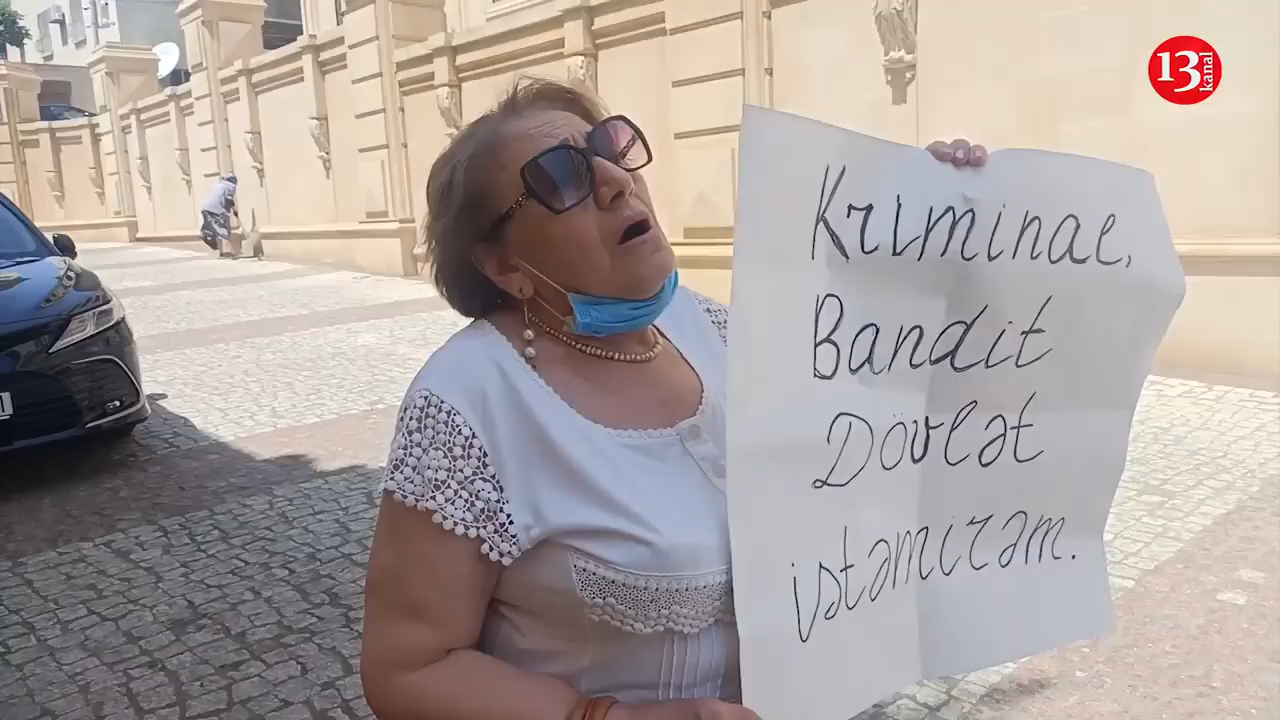 13 kanal
Kriminal,
Bandit
Dövlət
istəmirəm.